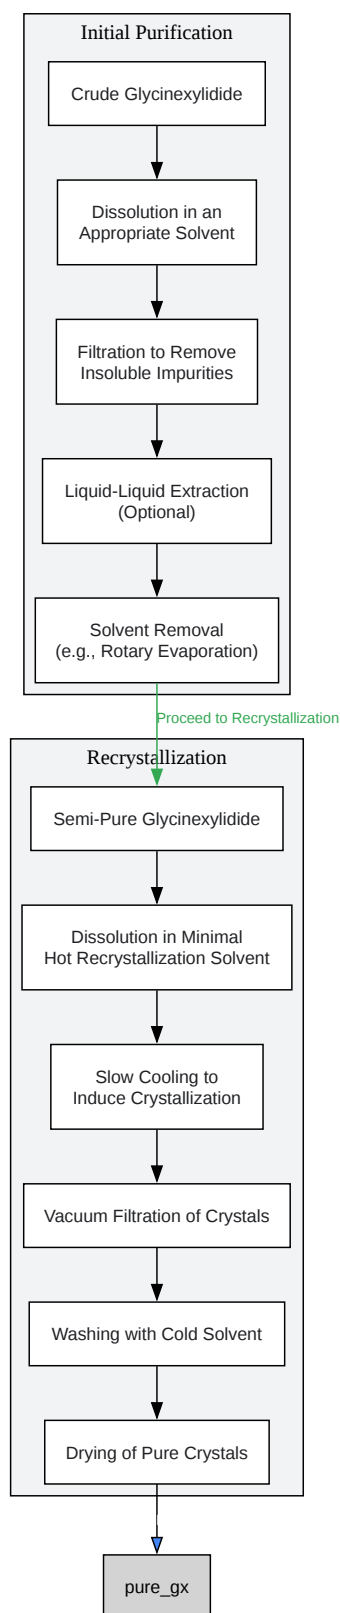 Initial Purification
Crude Glycinexylidide
Dissolution in an
Appropriate Solvent
Filtration to Remove
Insoluble Impurities
Liquid-Liquid Extraction
(Optional)
Solvent Removal
(e.g., Rotary Evaporation)
Proceed to Recrystallization
Recrystallization
Semi-Pure Glycinexylidide
Dissolution in Minimal
Hot Recrystallization Solvent
Slow Cooling to
Induce Crystallization
Vacuum Filtration of Crystals
Washing with Cold Solvent
Drying of Pure Crystals
pure_gx